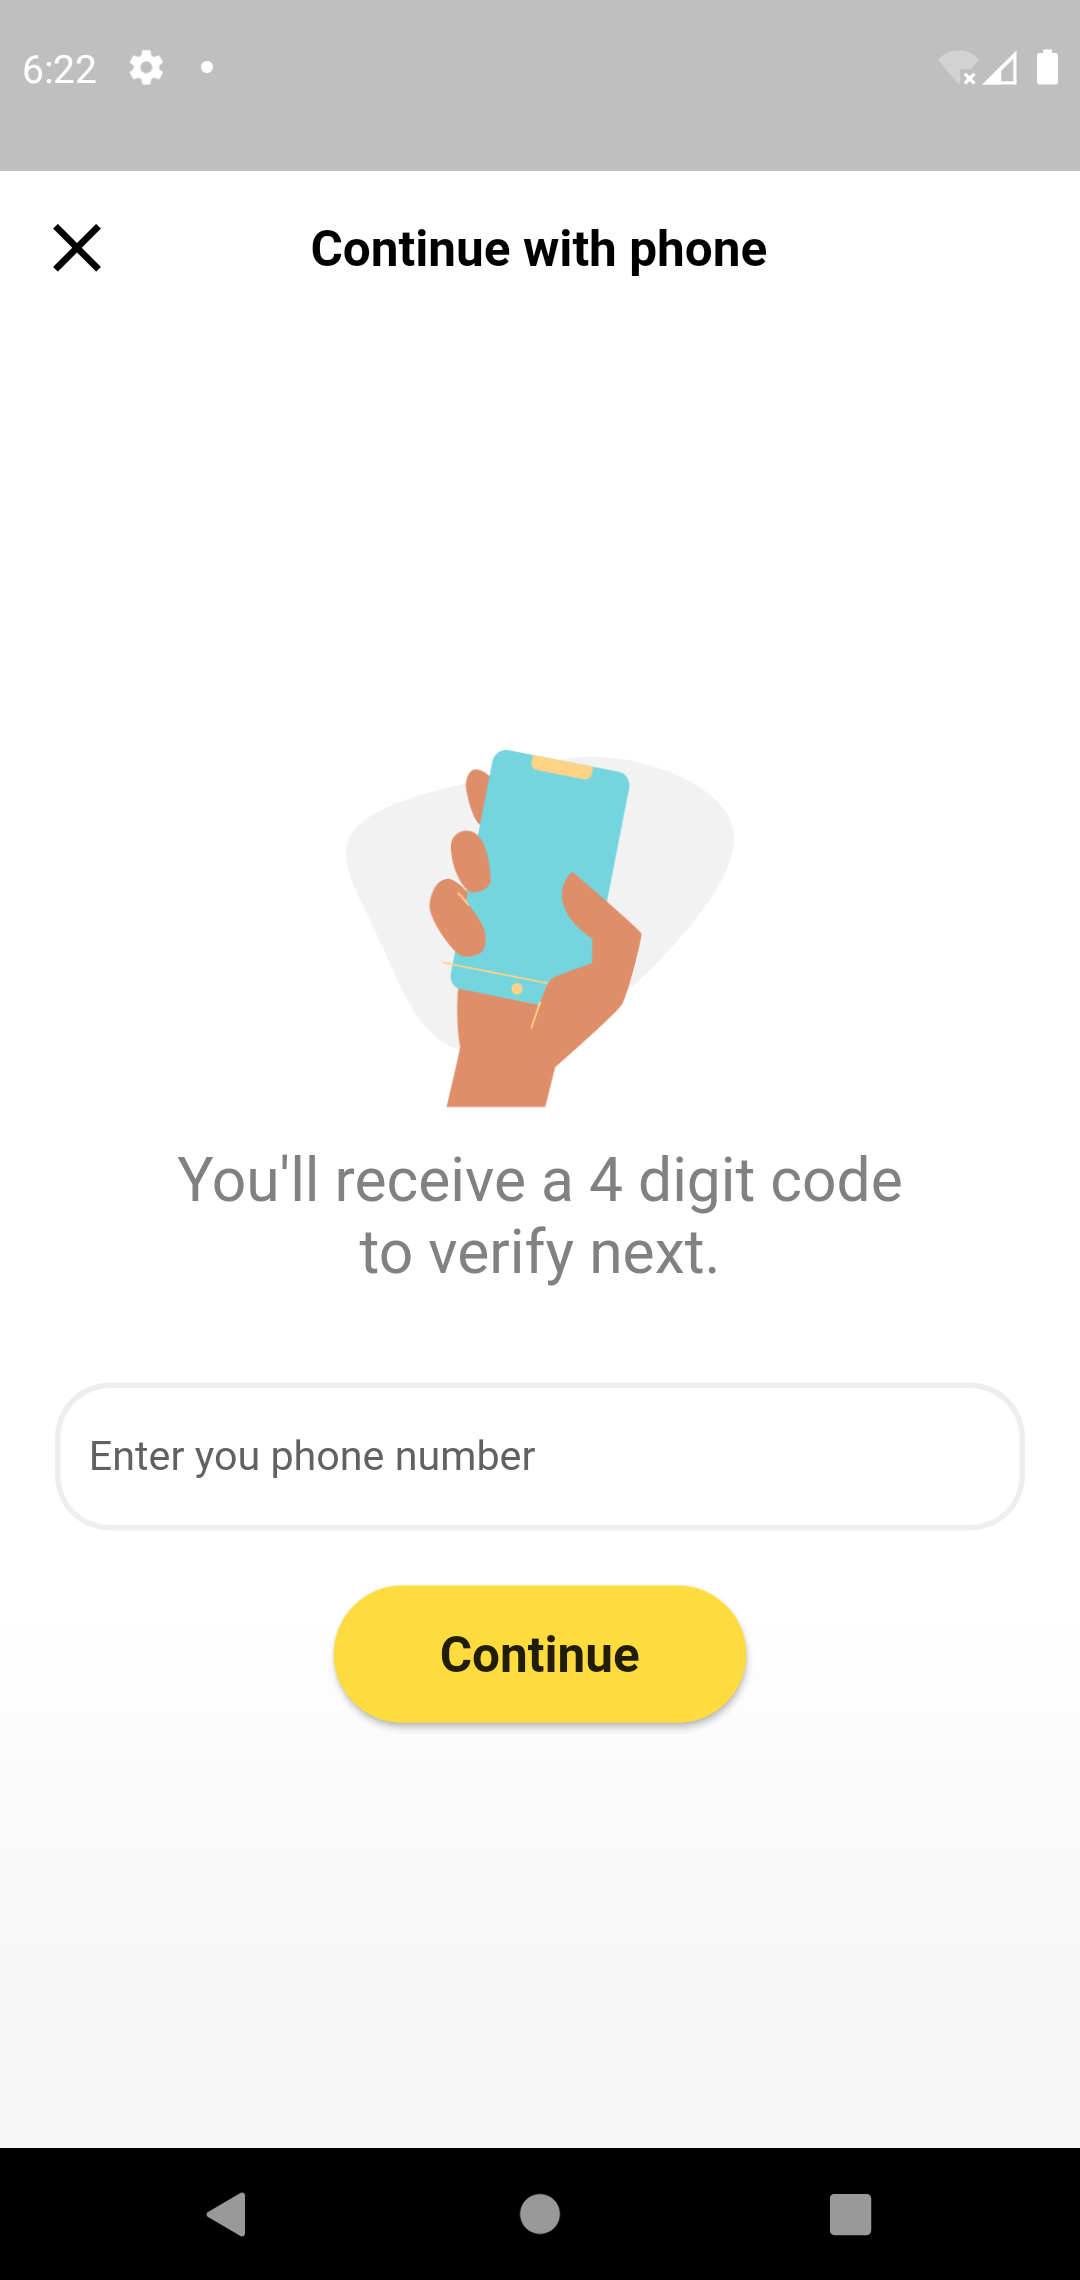 6:22
Continue with phone
You'll receive a 4 digit code
to verify next.
Enter you phone number
Continue